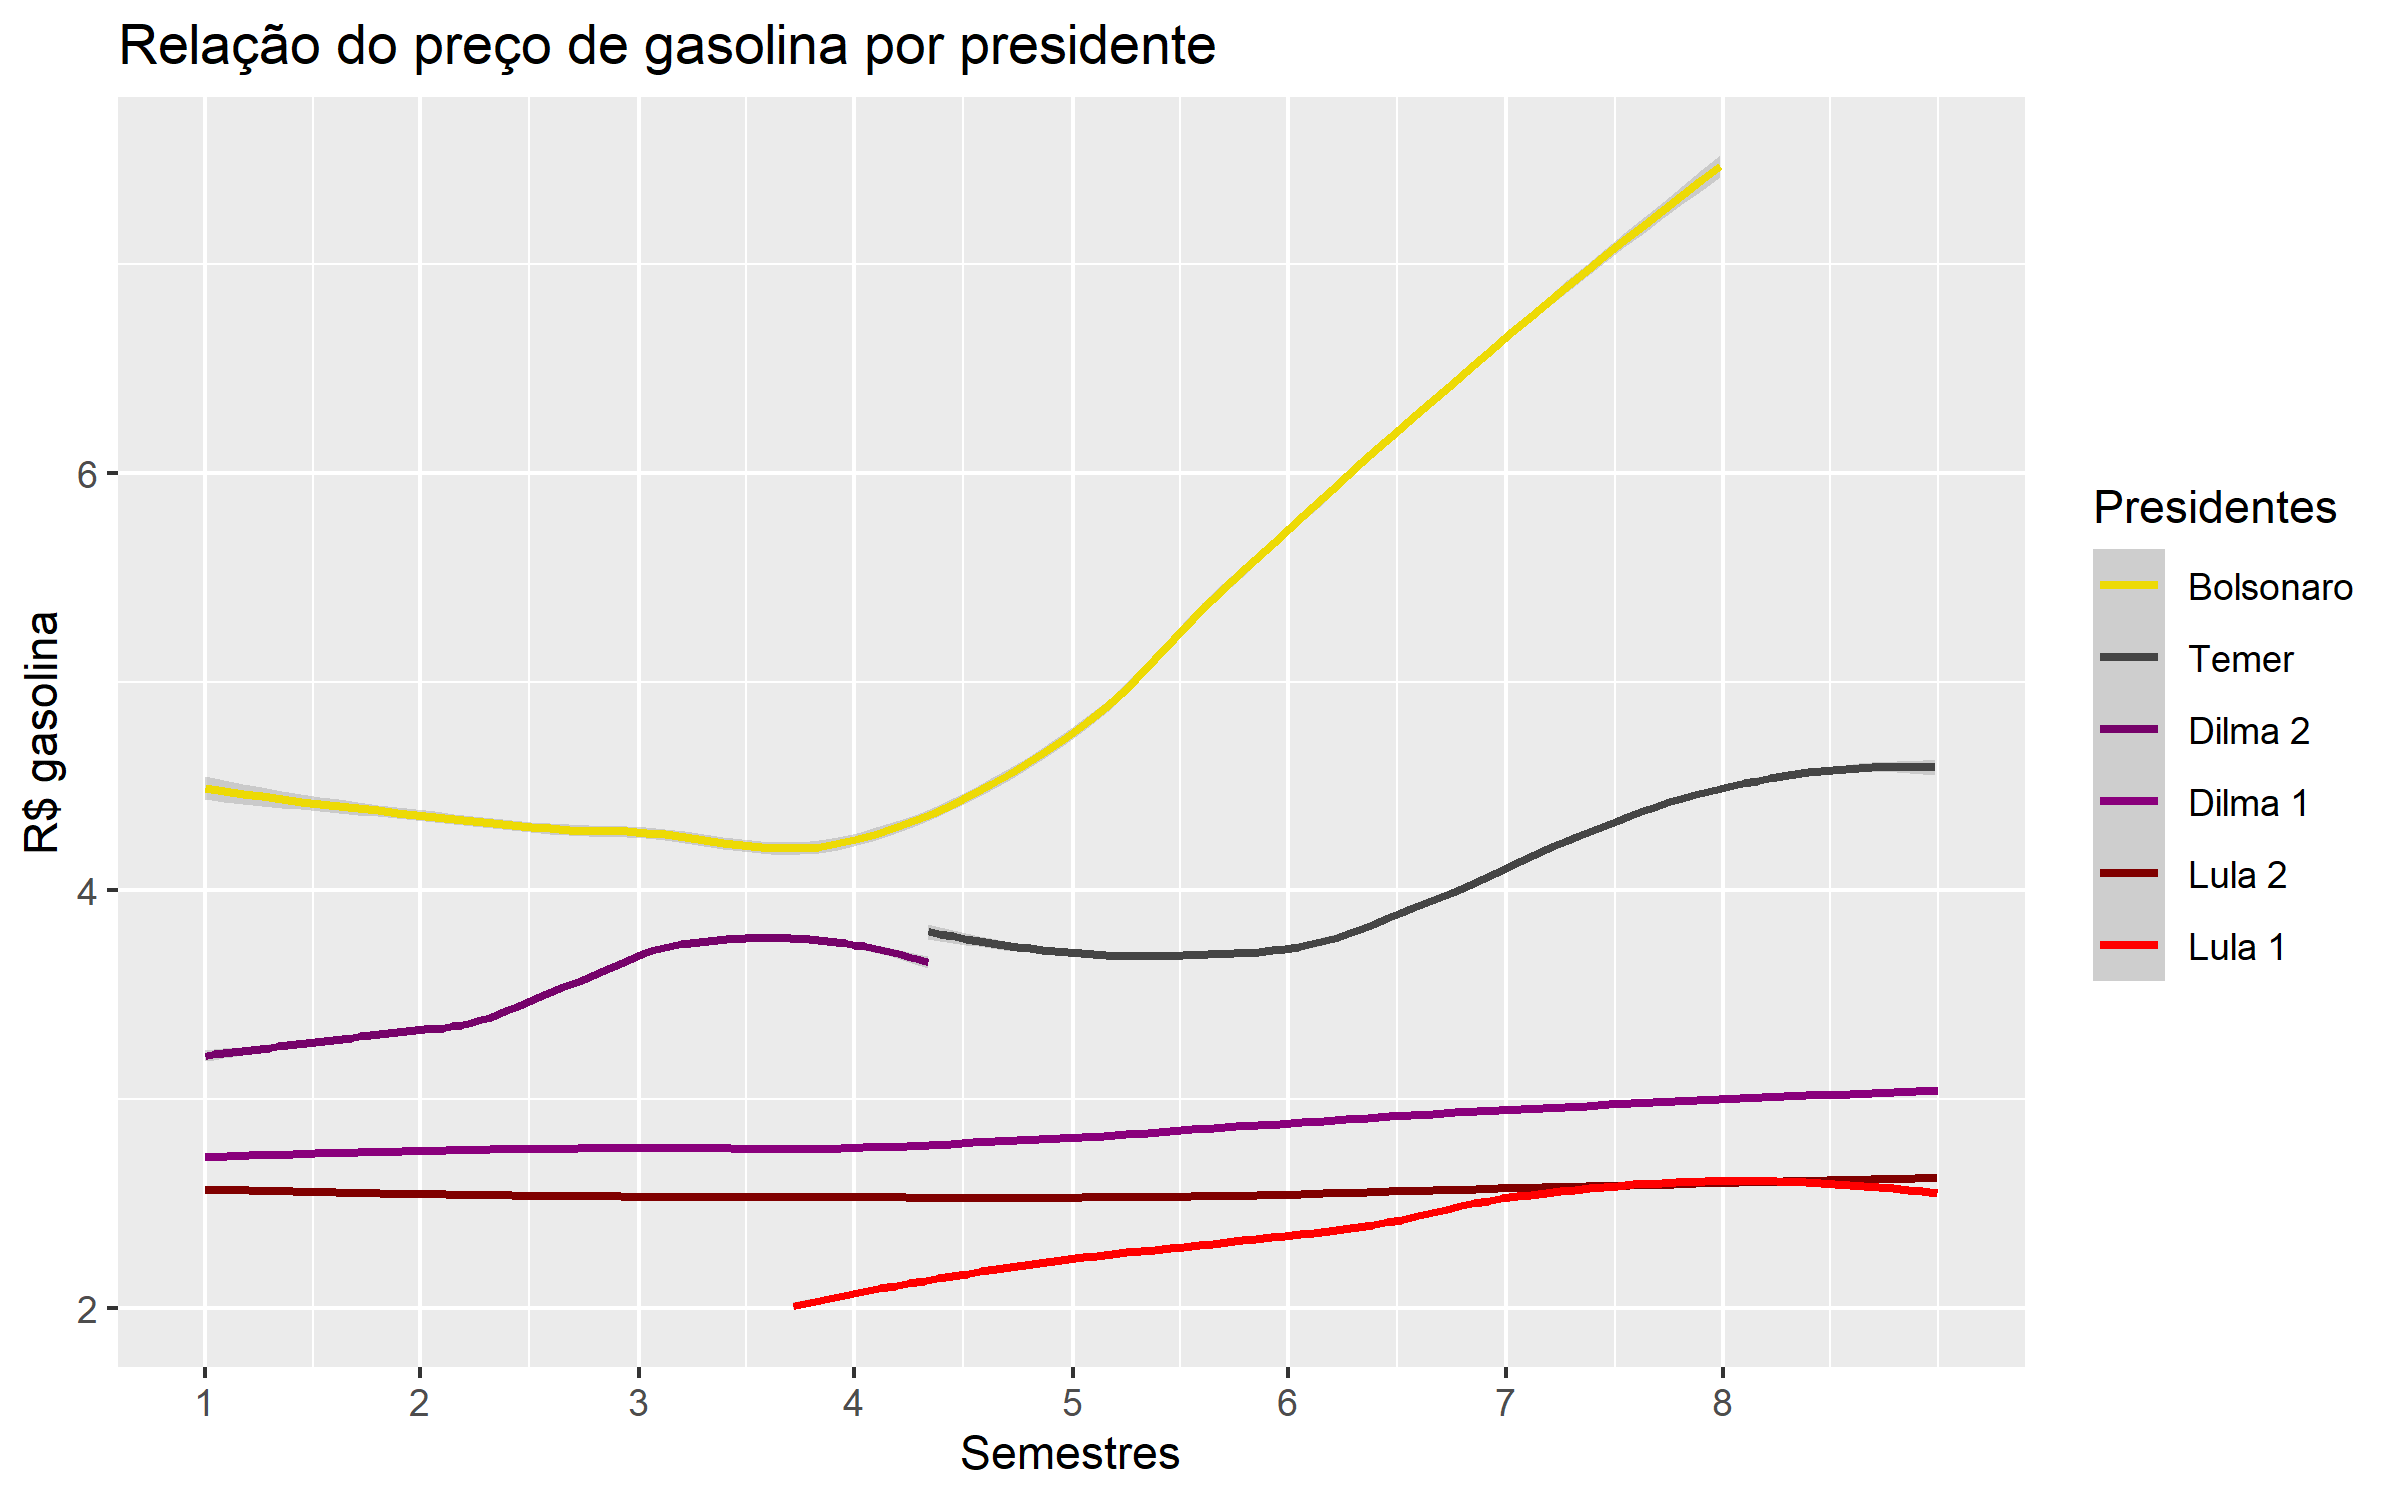 Relação do preço de gasolina por presidente
R$ gasolina
6
4
2
1 2 3 4 5 6 7 8
Semestres
Presidentes
Bolsonaro
Temer
Dilma 2
Dilma 1
Lula 2
Lula 1